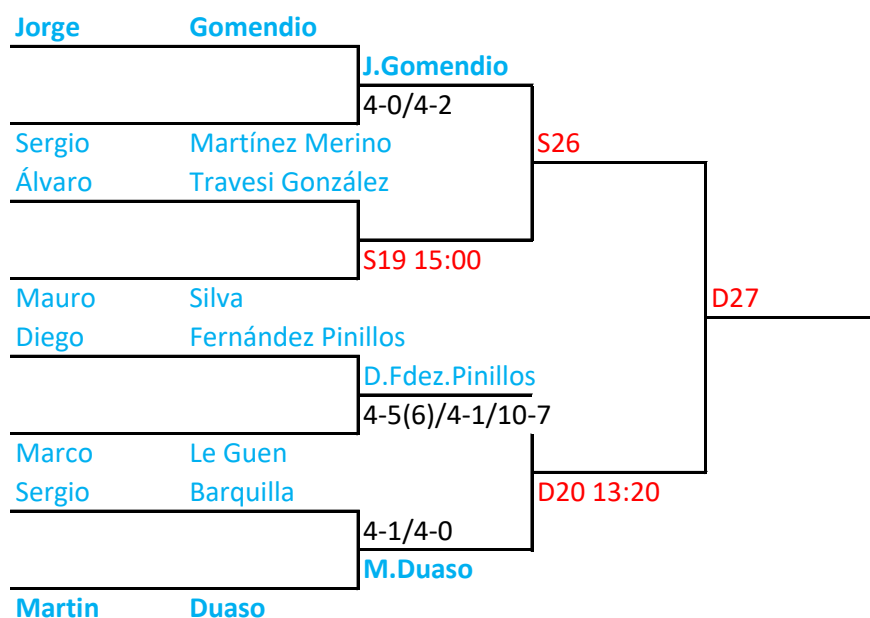 Jorge Gomendio
J.Gomendio
4-0/4-2
Sergio Martínez Merino
S26
Álvaro Travesi González
S19 15:00
Mauro Silva
D27
Diego Fernández Pinillos
D.Fdez.Pinillos
4-5(6)/4-1/10-7
Marco Le Guen
Sergio Barquilla
D20 13:20
4-1/4-0
M.Duaso
Martin Duaso